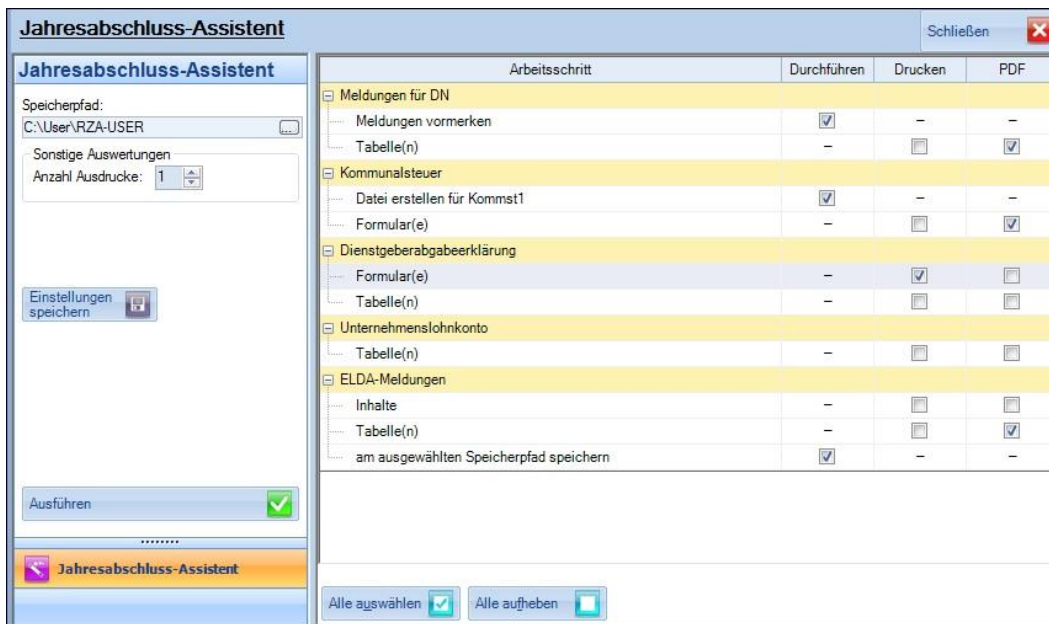 Jahresabschluss-Assistent
Schließen
Jahresabschluss-Assistent
Speicherpfad:
C:\User\RZA-USER
...
Sonstige Auswertungen
Anzahl Ausdrucke: 1
Einstellungen
speichern
Ausführen
Jahresabschluss-Assistent
Arbeitsschritt Durchführen Drucken PDF
Meldungen für DN
Meldungen vormerken – –
Tabelle(n) –
Kommunalsteuer
Datei erstellen für Kommst1 – –
Formular(e) –
Dienstgeberabgabeerklärung
Formular(e) –
Tabelle(n) –
Unternehmenslohnkonto
Tabelle(n) –
ELDA-Meldungen
Inhalte –
Tabelle(n) –
am ausgewählten Speicherpfad speichern – –
Alle auswählen Alle aufheben